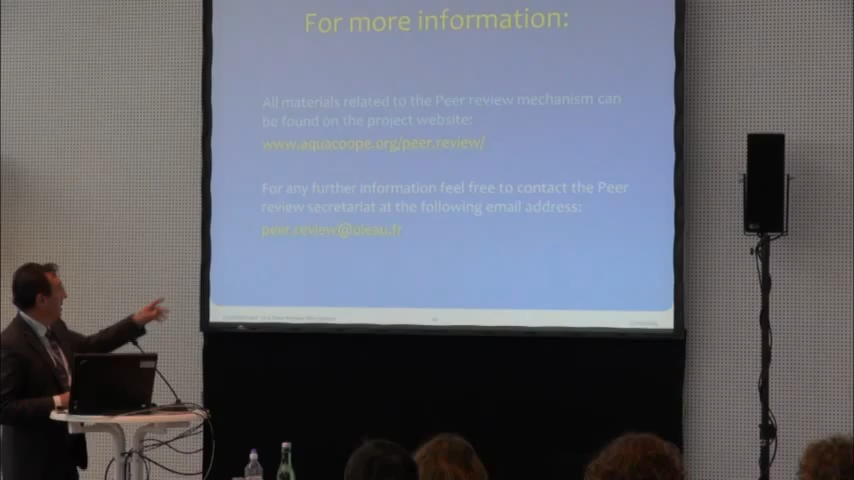 For more information:
All materials related to the Peer review mechanism can
be found on the project website:
www.aquacoope.org/peer.review/
For any further information feel free to contact the Peer
review secretariat at the following email address:
peer.review@oieau.fr